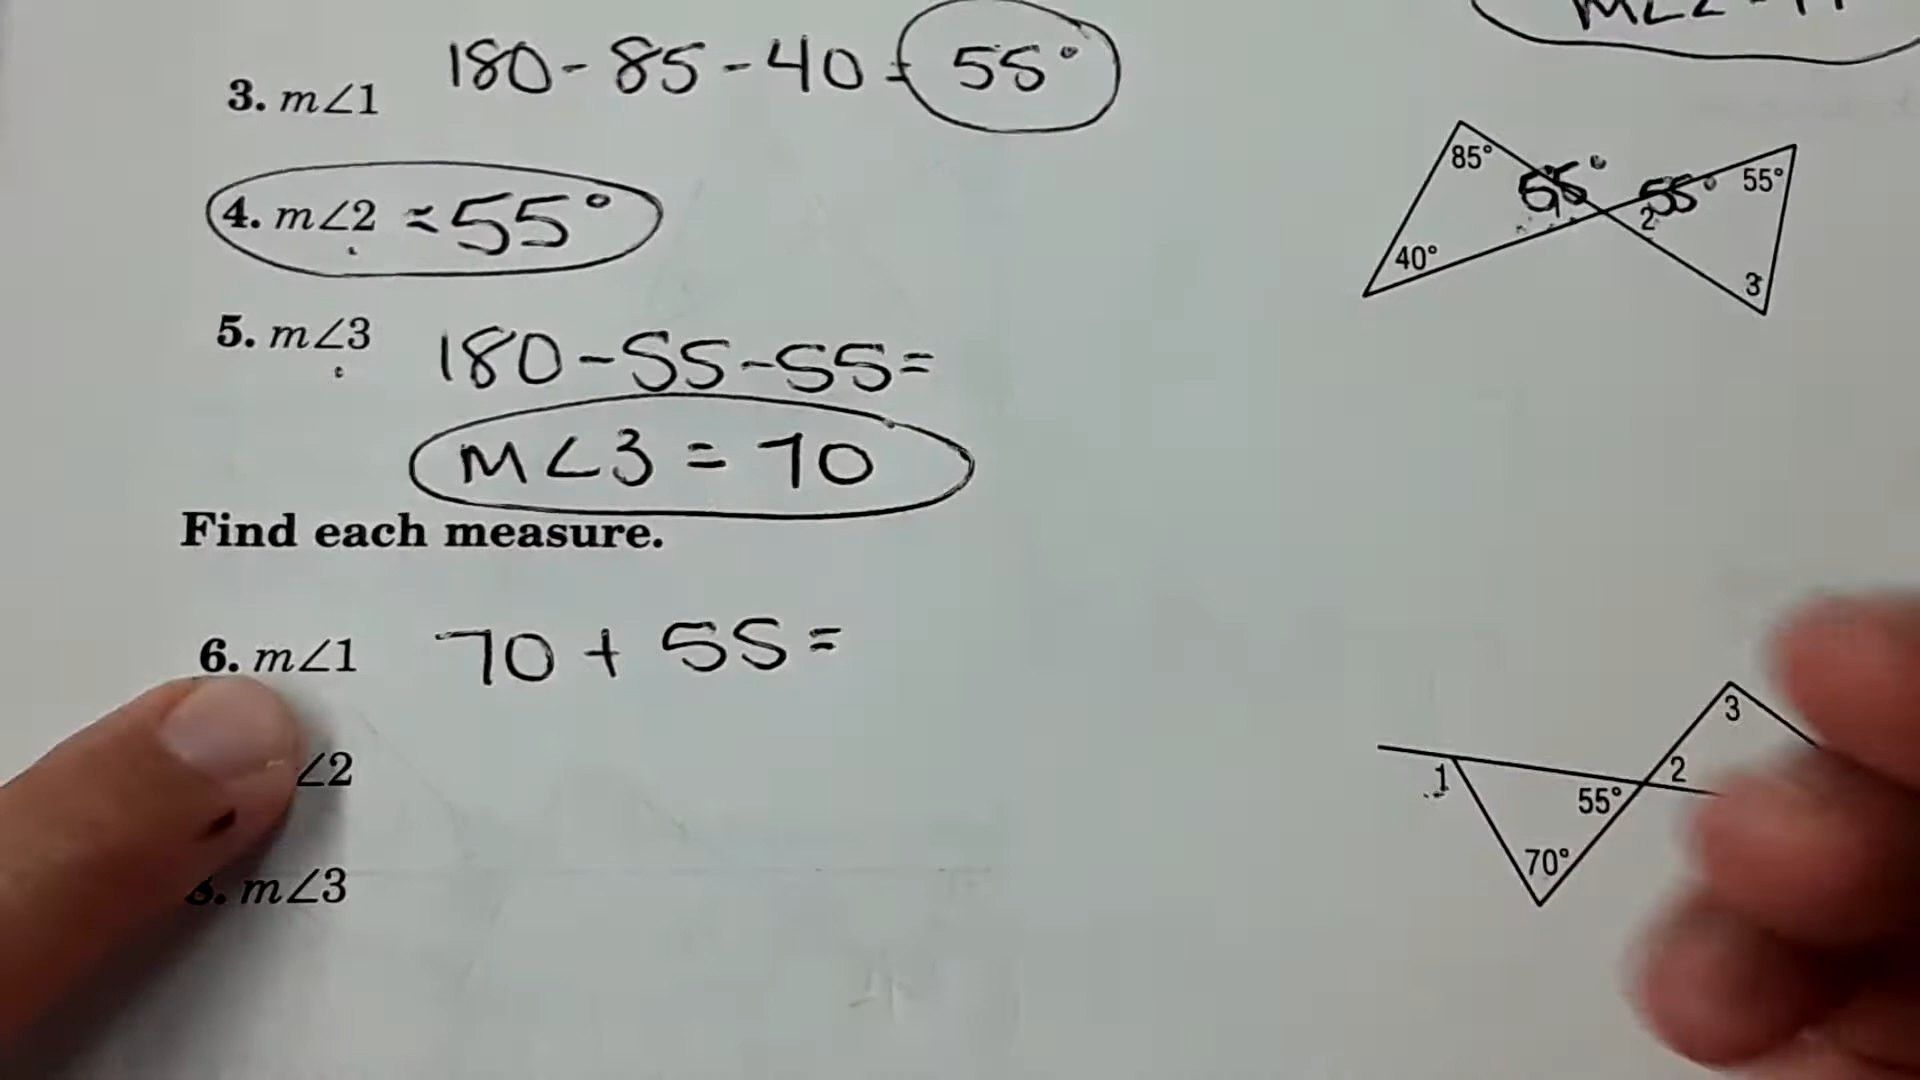 180 - 85 - 40 = 55°
3. m∠1
4. m∠2 = 55°
5. m∠3 180 - 55 - 55 =
m∠3 = 70
Find each measure.
6. m∠1 70 + 55 =
∠2
8. m∠3
85°
55°
55°
55°
2
40°
3
3
1
2
55°
70°